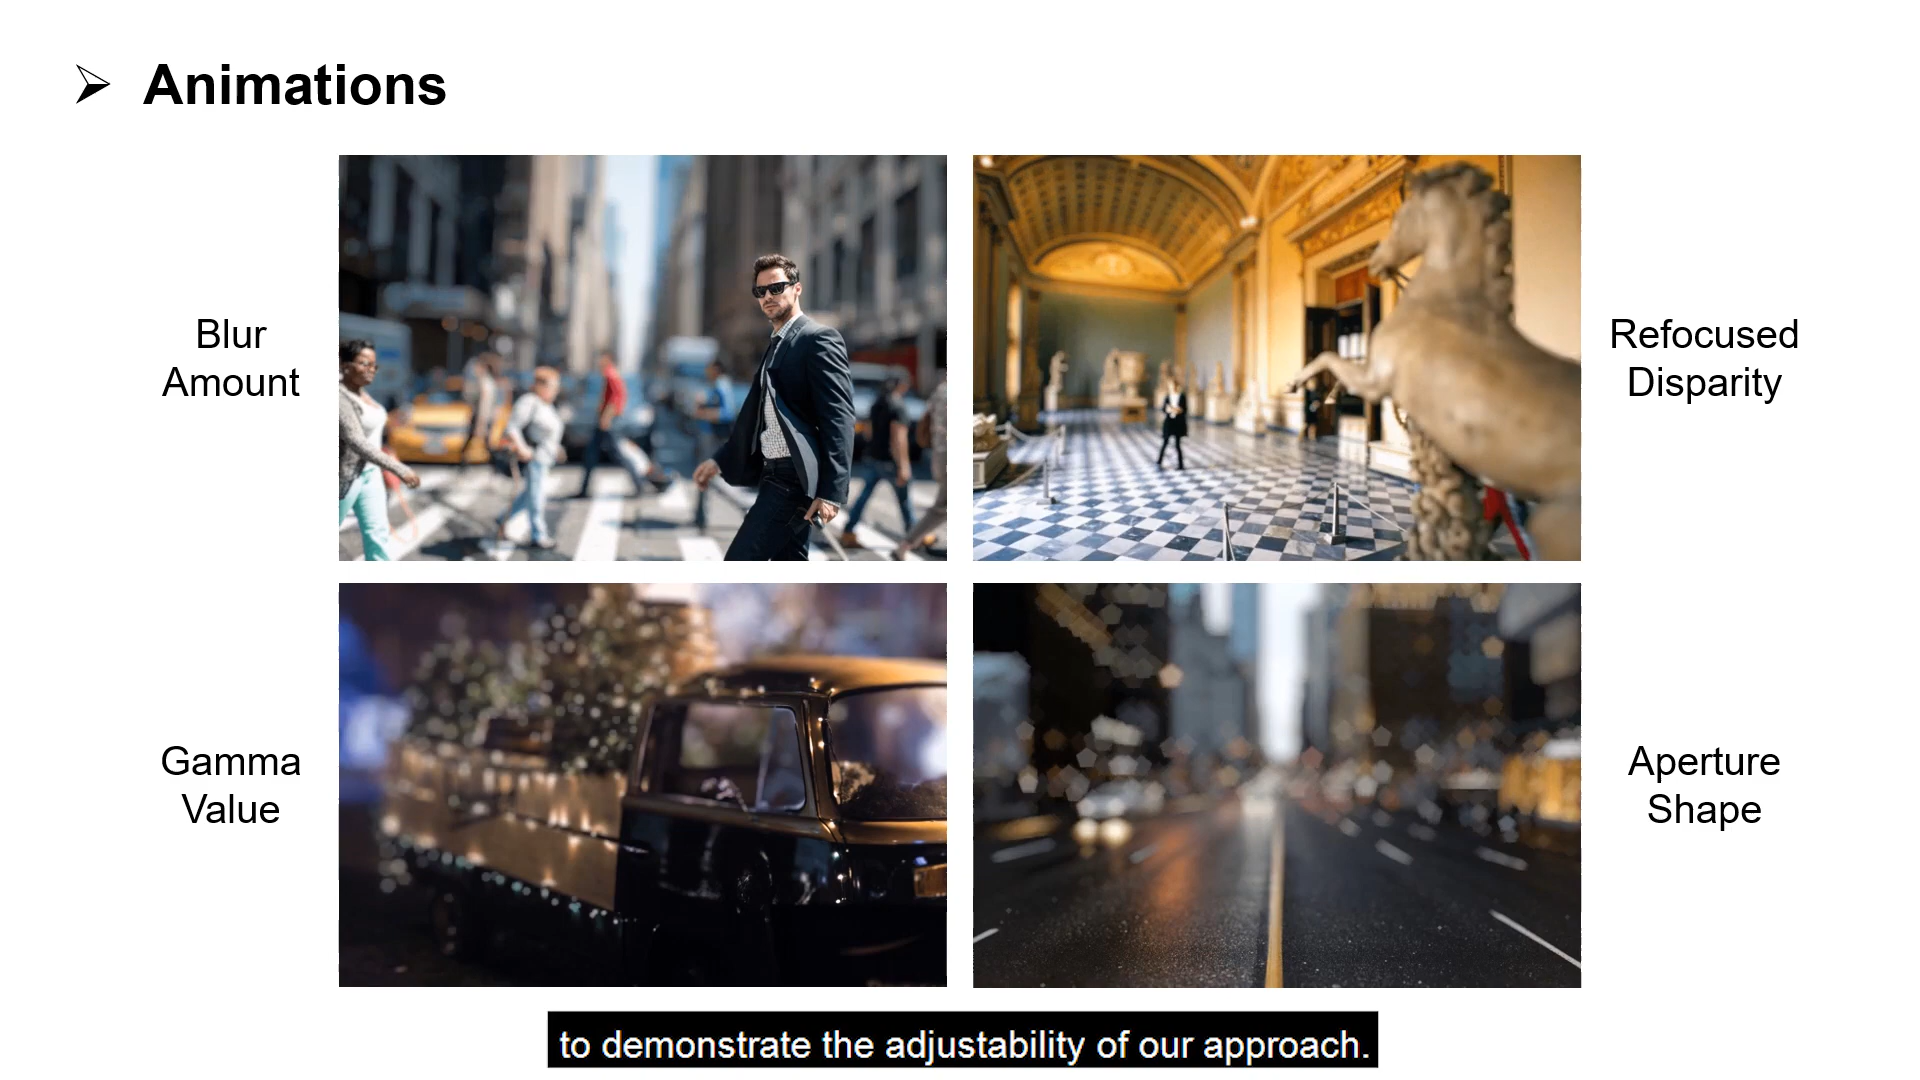 Animations
Blur
Amount
Refocused
Disparity
Gamma
Value
Aperture
Shape
to demonstrate the adjustability of our approach.